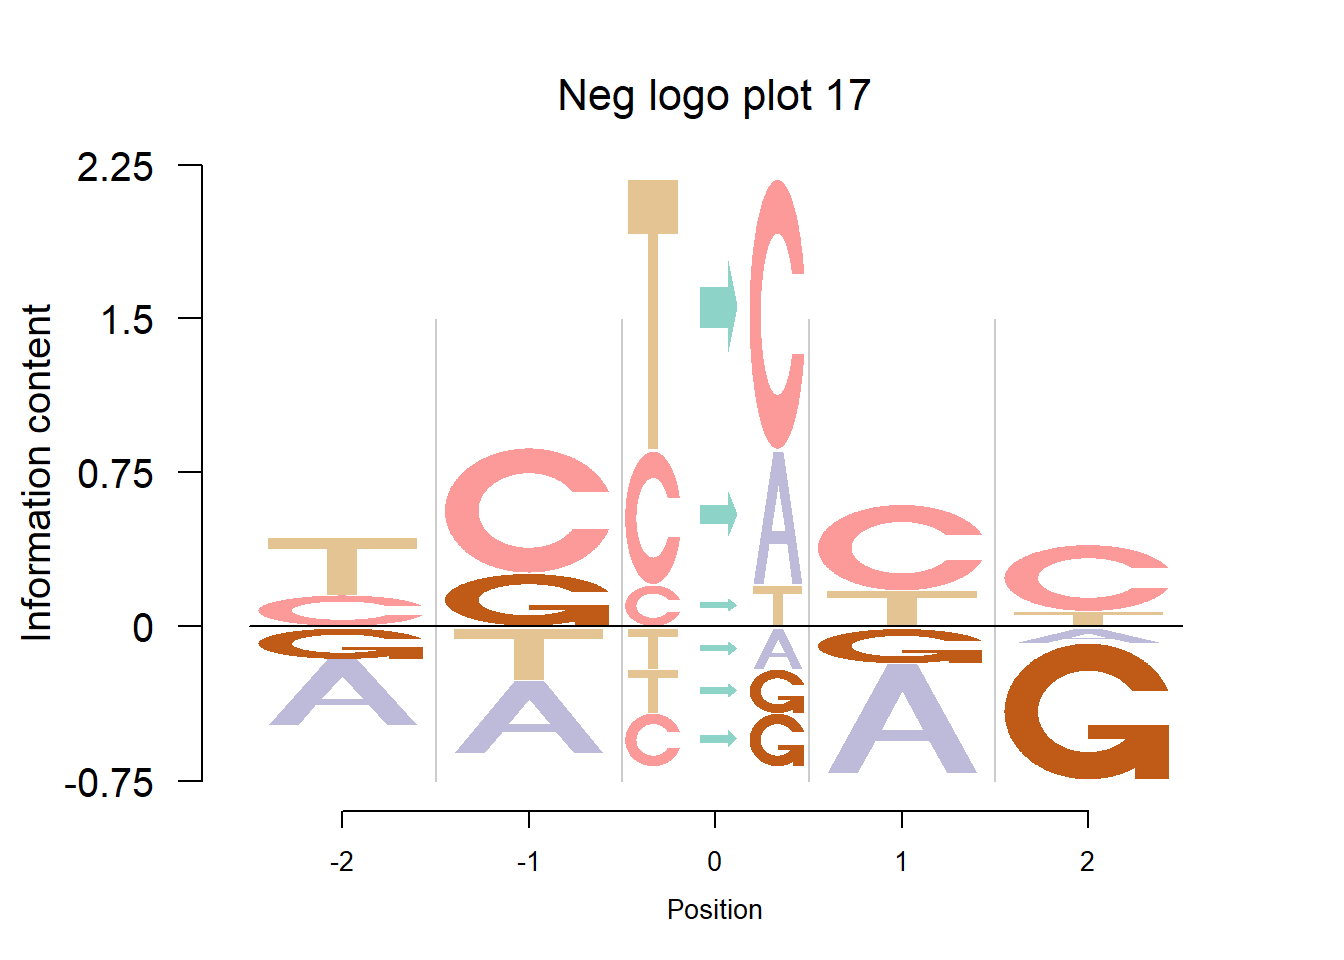 Neg logo plot 17
Information content
2.25
1.5
0.75
0
-0.75
T C G A
C G T A
T C
C A
C T
T A
T G
C G
C T G A
C T A G
-2 -1 0 1 2
Position